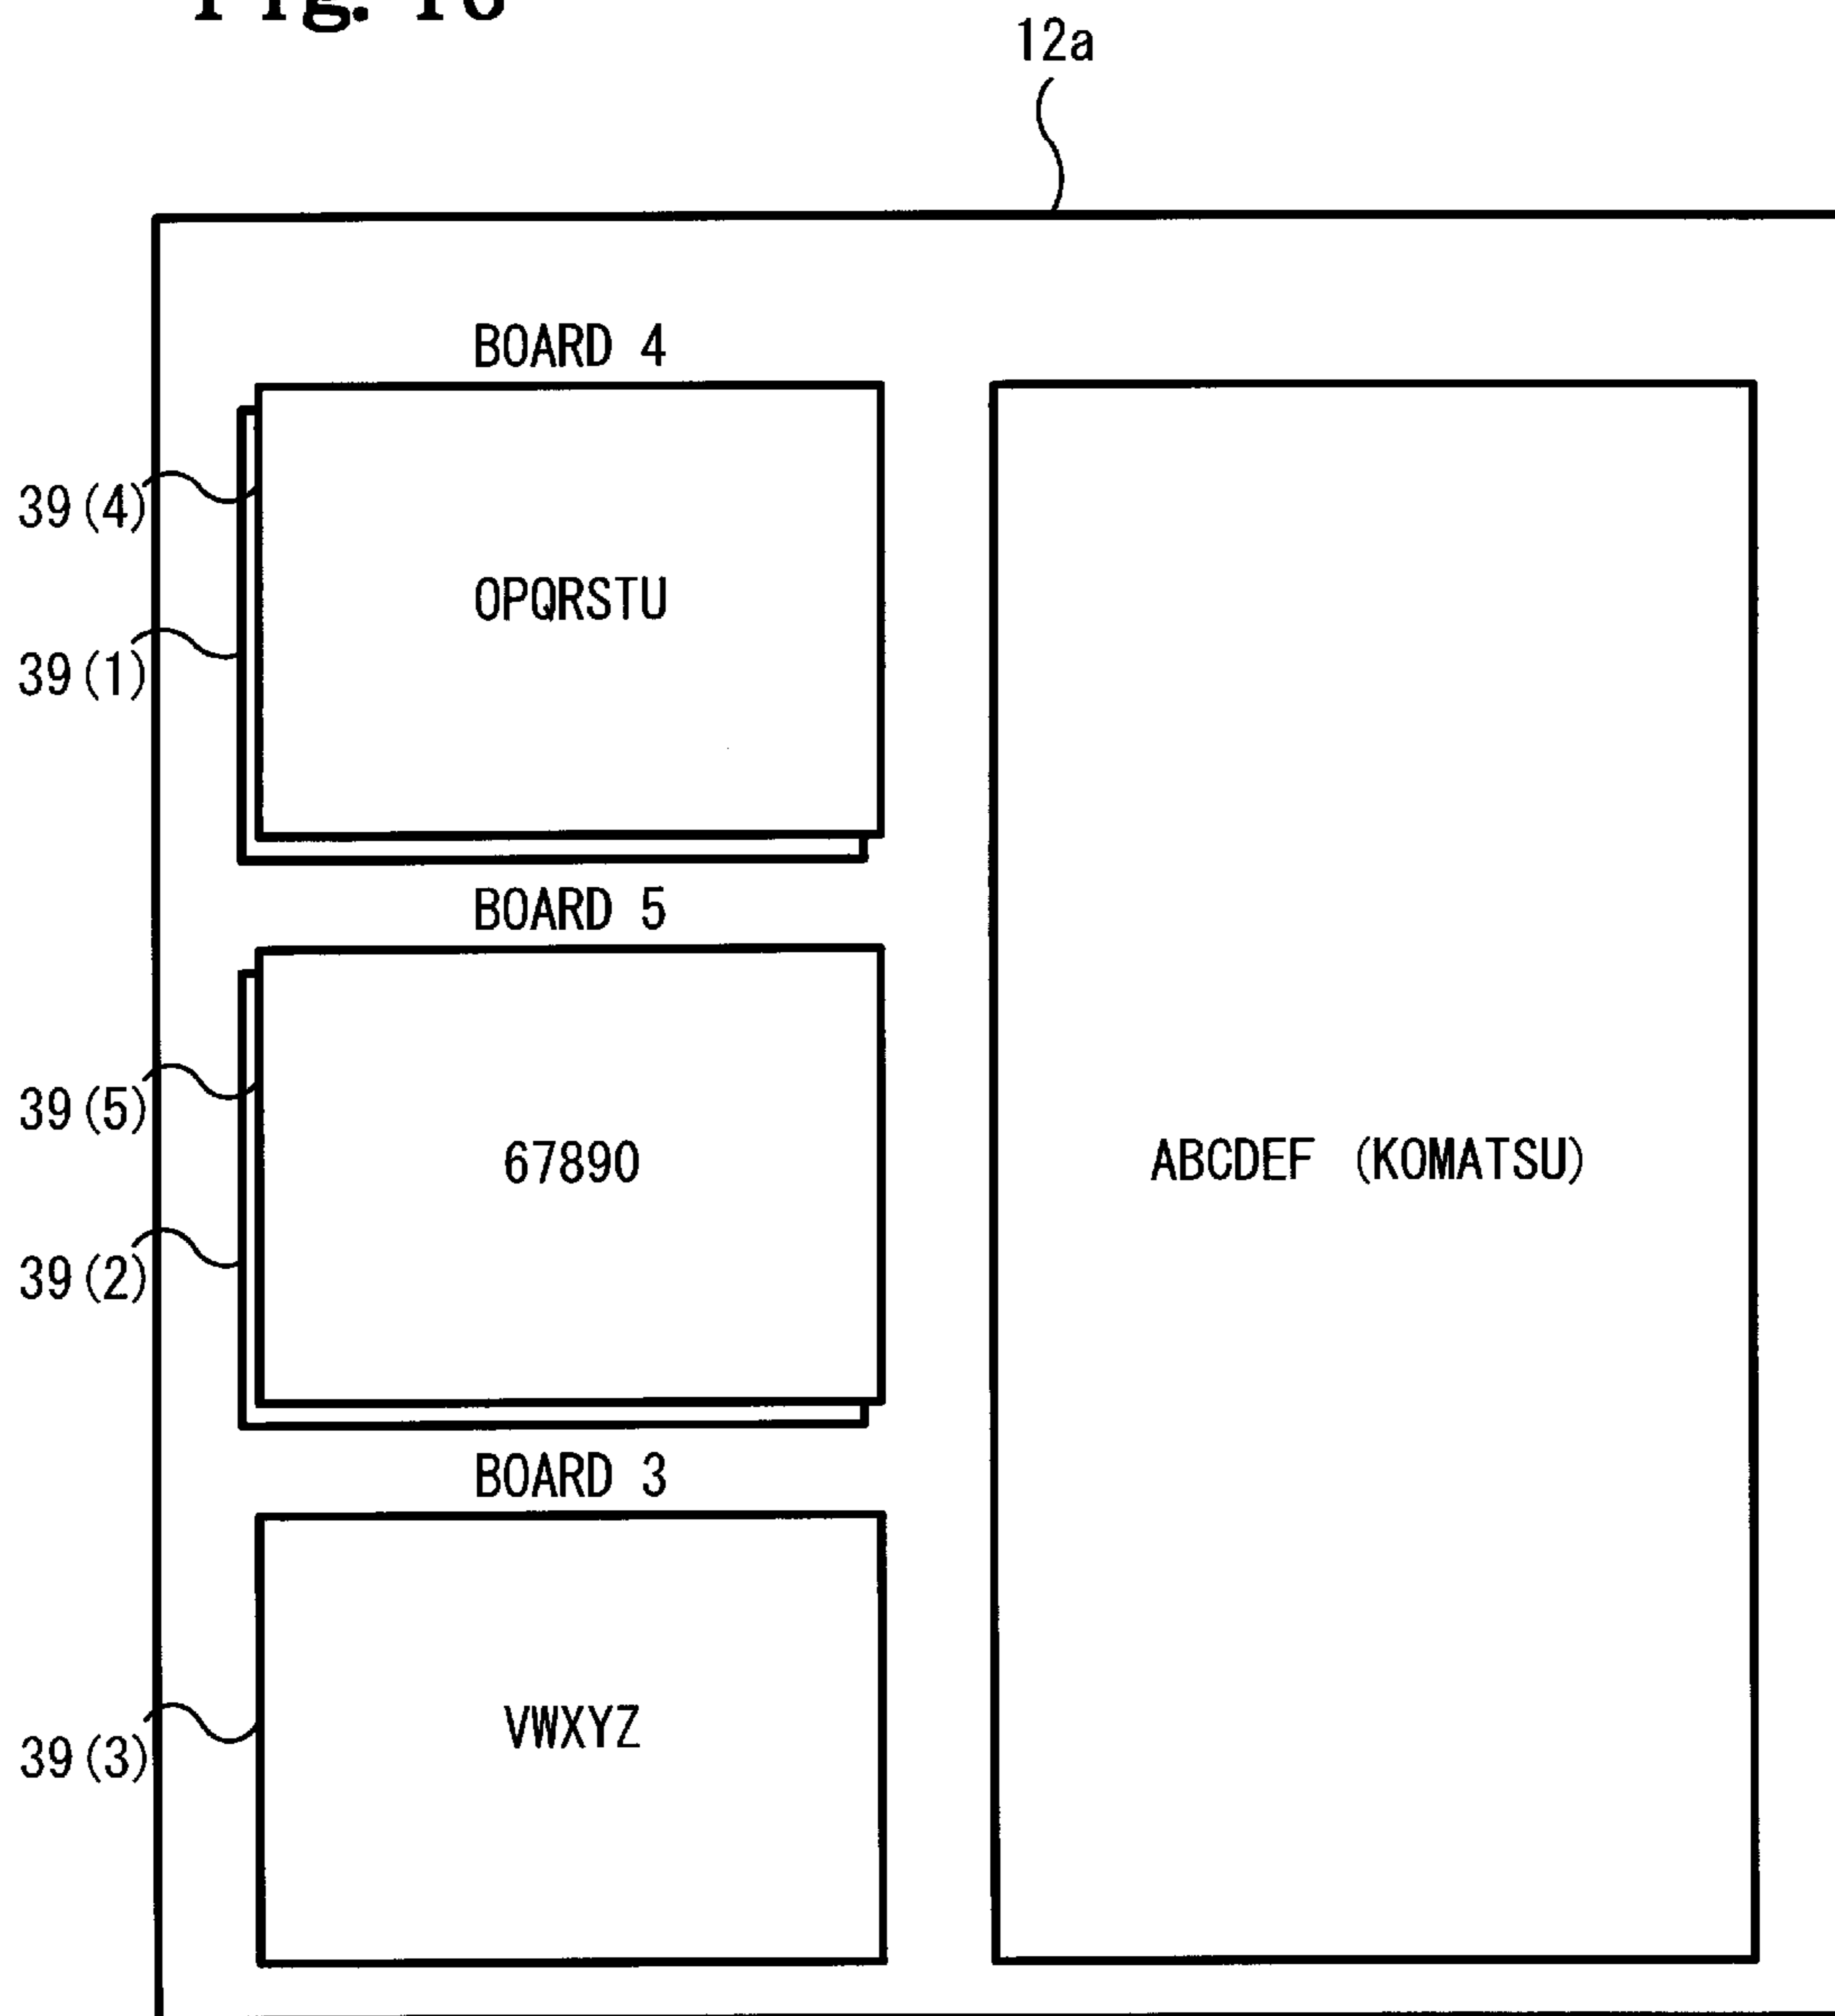 Fig. 
12a
BOARD 4
39(4)
OPQRSTU
39(1)
BOARD 5
39(5)
67890
ABCDEF (KOMATSU)
39(2)
BOARD 3
VWXYZ
39(3)